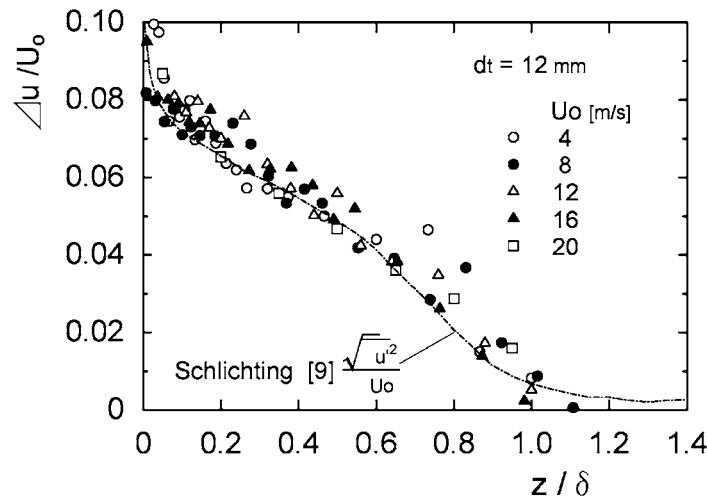 0.10
0.08
0.06
0.04
0.02
0
⊿u/Uo
dt = 12 mm
Uo [m/s]
4
8
12
16
20
Schlichting [9] √u'² / Uo
0 0.2 0.4 0.6 0.8 1.0 1.2 1.4
z / δ